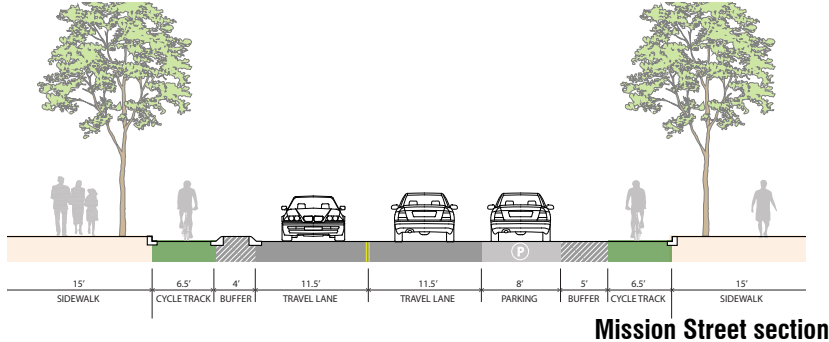 P
15′ 6.5′ 4′ 11.5′ 11.5′ 8′ 5′ 6.5′ 15′
SIDEWALK CYCLE TRACK BUFFER TRAVEL LANE TRAVEL LANE PARKING BUFFER CYCLE TRACK SIDEWALK
Mission Street section